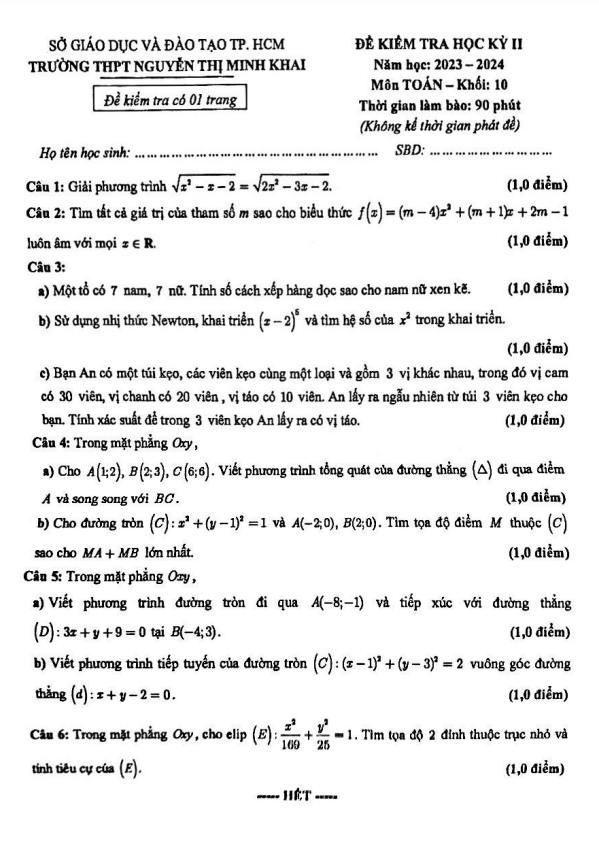 SỞ GIÁO DỤC VÀ ĐÀO TẠO TP. HCM
TRƯỜNG THPT NGUYỄN THỊ MINH KHAI
Đề kiểm tra có 01 trang
ĐỀ KIỂM TRA HỌC KỲ II
Năm học: 2023 – 2024
Môn TOÁN – Khối: 10
Thời gian làm bài: 90 phút
(Không kể thời gian phát đề)
Họ tên học sinh: ........................................................ SBD: ............................
Câu 1: Giải phương trình √(x² − x − 2) = √(2x² − 3x − 2). (1,0 điểm)
Câu 2: Tìm tất cả giá trị của tham số m sao cho biểu thức f(x) = (m − 4)x² + (m + 1)x + 2m − 1
luôn âm với mọi x ∈ R. (1,0 điểm)
Câu 3:
a) Một tổ có 7 nam, 7 nữ. Tính số cách xếp hàng dọc sao cho nam nữ xen kẽ. (1,0 điểm)
b) Sử dụng nhị thức Newton, khai triển (x − 2)⁵ và tìm hệ số của x² trong khai triển.
(1,0 điểm)
c) Bạn An có một túi kẹo, các viên kẹo cùng một loại và gồm 3 vị khác nhau, trong đó vị cam
có 30 viên, vị chanh có 20 viên , vị táo có 10 viên. An lấy ra ngẫu nhiên từ túi 3 viên kẹo cho
bạn. Tính xác suất để trong 3 viên kẹo An lấy ra có vị táo. (1,0 điểm)
Câu 4: Trong mặt phẳng Oxy,
a) Cho A(1;2), B(2;3), C(6;6). Viết phương trình tổng quát của đường thẳng (Δ) đi qua điểm
A và song song với BC. (1,0 điểm)
b) Cho đường tròn (C): x² + (y − 1)² = 1 và A(−2;0), B(2;0). Tìm tọa độ điểm M thuộc (C)
sao cho MA + MB lớn nhất. (1,0 điểm)
Câu 5: Trong mặt phẳng Oxy,
a) Viết phương trình đường tròn đi qua A(−8;−1) và tiếp xúc với đường thẳng
(D): 3x + y + 9 = 0 tại B(−4;3). (1,0 điểm)
b) Viết phương trình tiếp tuyến của đường tròn (C): (x − 1)² + (y − 3)² = 2 vuông góc đường
thẳng (d): x + y − 2 = 0. (1,0 điểm)
Câu 6: Trong mặt phẳng Oxy, cho elip (E): x²/169 + y²/25 = 1. Tìm tọa độ 2 đỉnh thuộc trục nhỏ và
tính tiêu cự của (E). (1,0 điểm)
----- HẾT -----